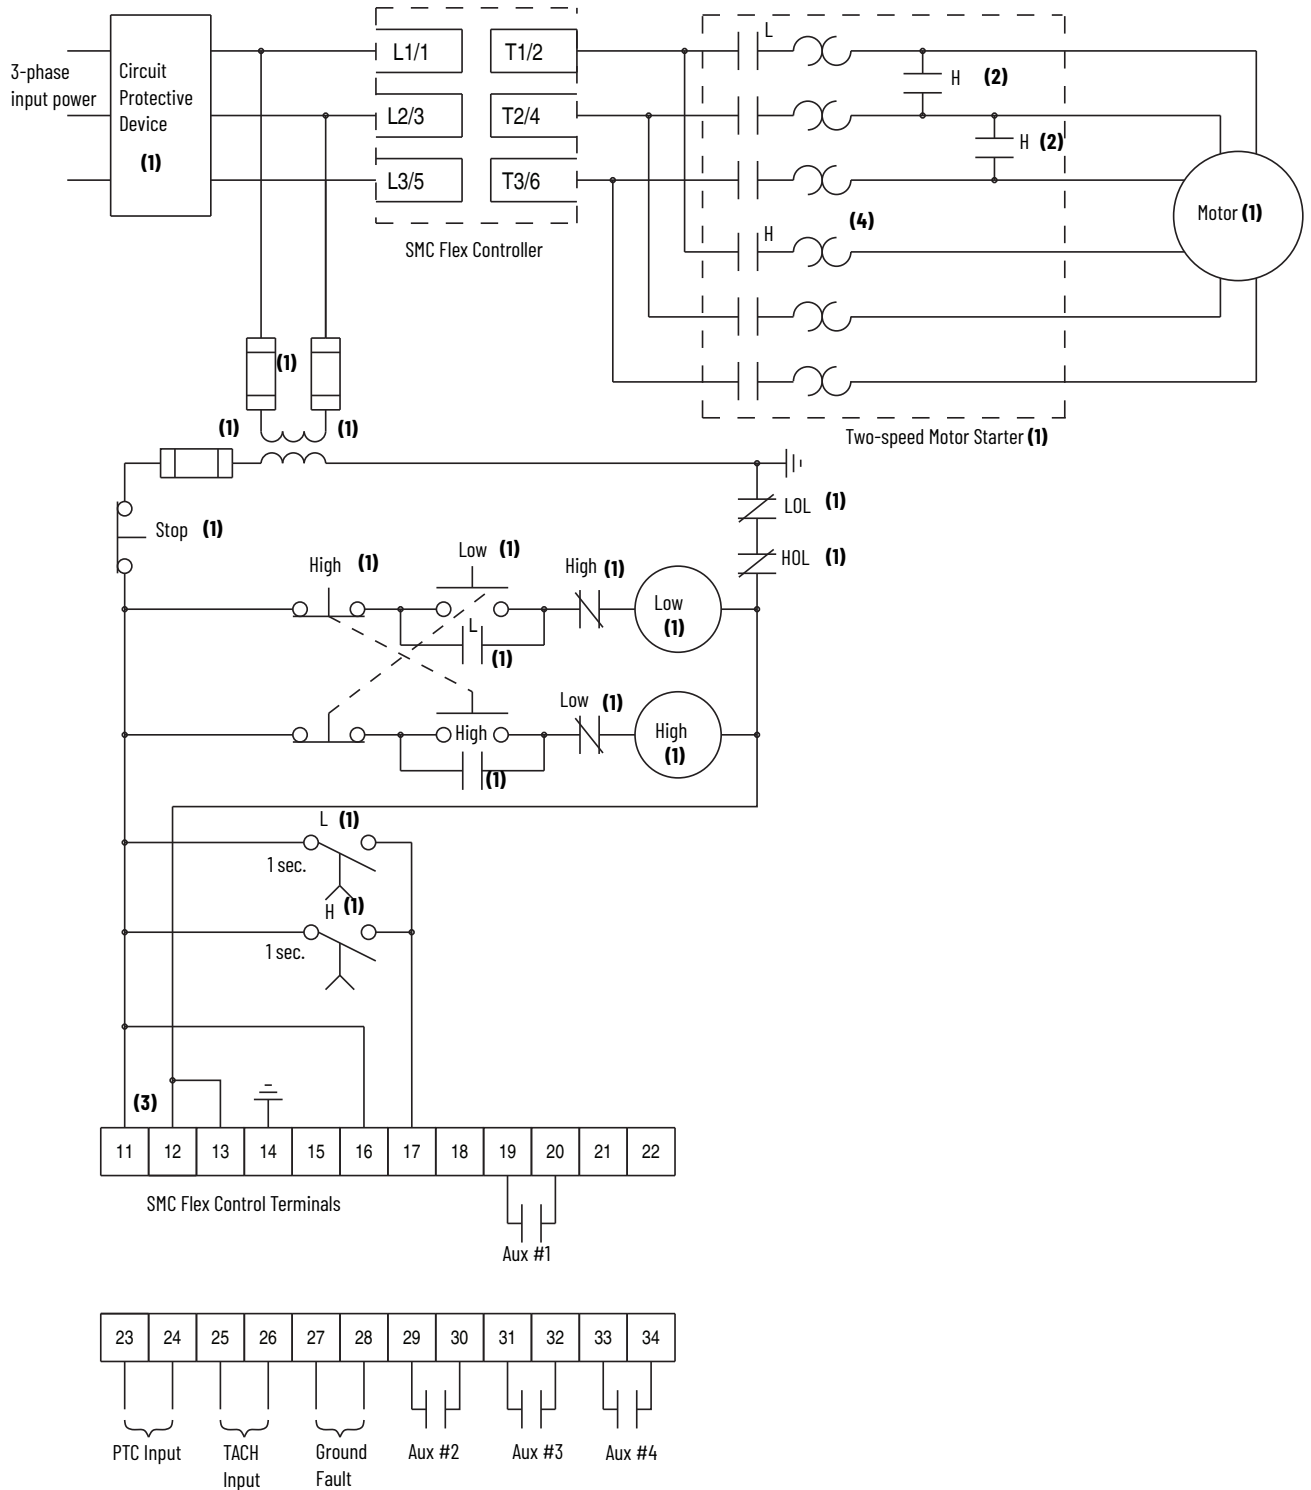 3-phase
input power
Circuit
Protective
Device
(1)
L1/1
T1/2
L2/3
T2/4
L3/5
T3/6
SMC Flex Controller
L
H (2)
H (2)
H
(4)
Motor (1)
Two-speed Motor Starter (1)
(1)
(1)
(1)
Stop (1)
LOL (1)
HOL (1)
High (1)
Low (1)
High (1)
Low
(1)
L
(1)
Low (1)
High
High
(1)
(1)
L (1)
1 sec.
H (1)
1 sec.
(3)
11 12 13 14 15 16 17 18 19 20 21 22
SMC Flex Control Terminals
Aux #1
23 24 25 26 27 28 29 30 31 32 33 34
PTC Input
TACH
Input
Ground
Fault
Aux #2
Aux #3
Aux #4